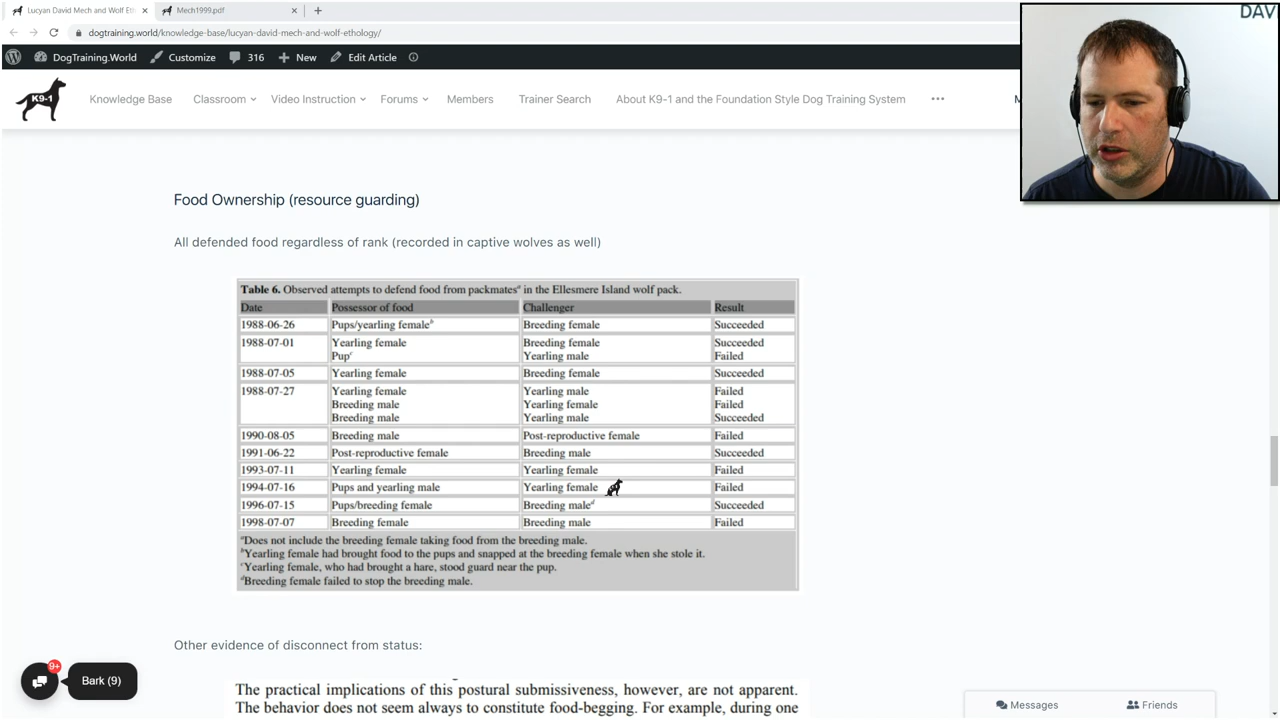 Lucyan David Mech and Wolf Eth
Mech1999.pdf
DAV
dogtraining.world/knowledge-base/lucyan-david-mech-and-wolf-ethology/
DogTraining.World Customize 316 New Edit Article
K9-1
Knowledge Base Classroom Video Instruction Forums Members Trainer Search About K9-1 and the Foundation Style Dog Training System ••• M
Food Ownership (resource guarding)
All defended food regardless of rank (recorded in captive wolves as well)
Table 6. Observed attempts to defend food from packmatesᵃ in the Ellesmere Island wolf pack.
Date Possessor of food Challenger Result
1988-06-26 Pups/yearling femaleᵇ Breeding female Succeeded
1988-07-01 Yearling female Breeding female Succeeded
Pupᶜ Yearling male Failed
1988-07-05 Yearling female Breeding female Succeeded
1988-07-27 Yearling female Yearling male Failed
Breeding male Yearling female Failed
Breeding male Yearling male Succeeded
1990-08-05 Breeding male Post-reproductive female Failed
1991-06-22 Post-reproductive female Breeding male Succeeded
1993-07-11 Yearling female Yearling female Failed
1994-07-16 Pups and yearling male Yearling female Failed
1996-07-15 Pups/breeding female Breeding maleᵈ Succeeded
1998-07-07 Breeding female Breeding male Failed
ᵃDoes not include the breeding female taking food from the breeding male.
ᵇYearling female had brought food to the pups and snapped at the breeding female when she stole it.
ᶜYearling female, who had brought a hare, stood guard near the pup.
ᵈBreeding female failed to stop the breeding male.
Other evidence of disconnect from status:
9+
Bark (9)
The practical implications of this postural submissiveness, however, are not apparent.
The behavior does not seem always to constitute food-begging. For example, during one
Messages Friends